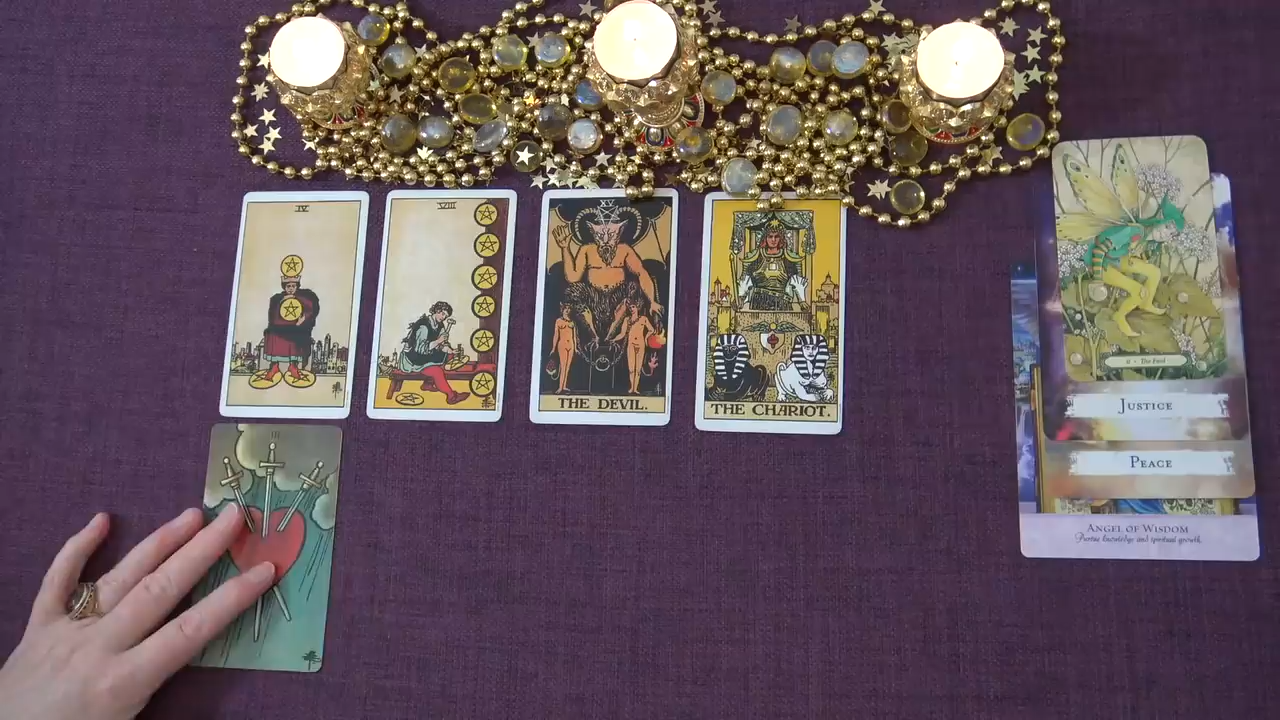 IV
VIII
XV
THE DEVIL.
THE CHARIOT.
III
The Fool
JUSTICE
PEACE
ANGEL OF WISDOM
Pursue knowledge and spiritual growth.